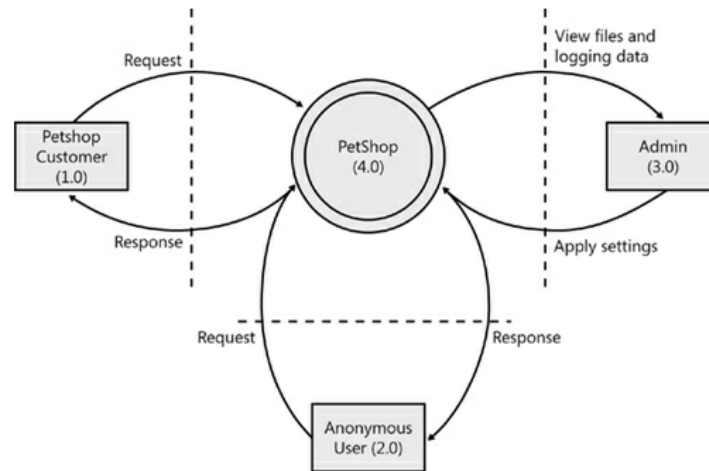 View files and
logging data
Request
Petshop
Customer
(1.0)
PetShop
(4.0)
Admin
(3.0)
Response
Apply settings
Request
Response
Anonymous
User (2.0)